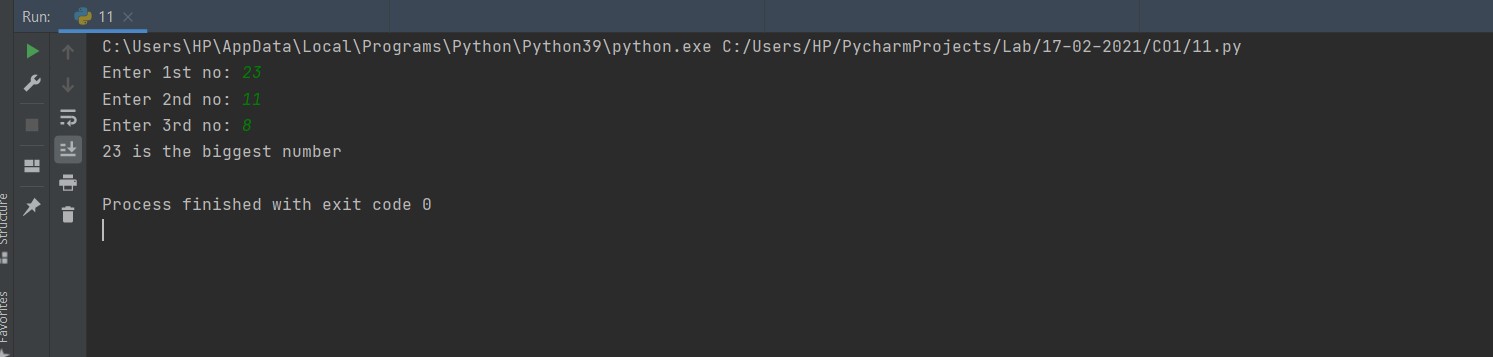 Run: 11
C:\Users\HP\AppData\Local\Programs\Python\Python39\python.exe C:/Users/HP/PycharmProjects/Lab/17-02-2021/CO1/11.py
Enter 1st no: 23
Enter 2nd no: 11
Enter 3rd no: 8
23 is the biggest number
Process finished with exit code 0
Structure
Favorites